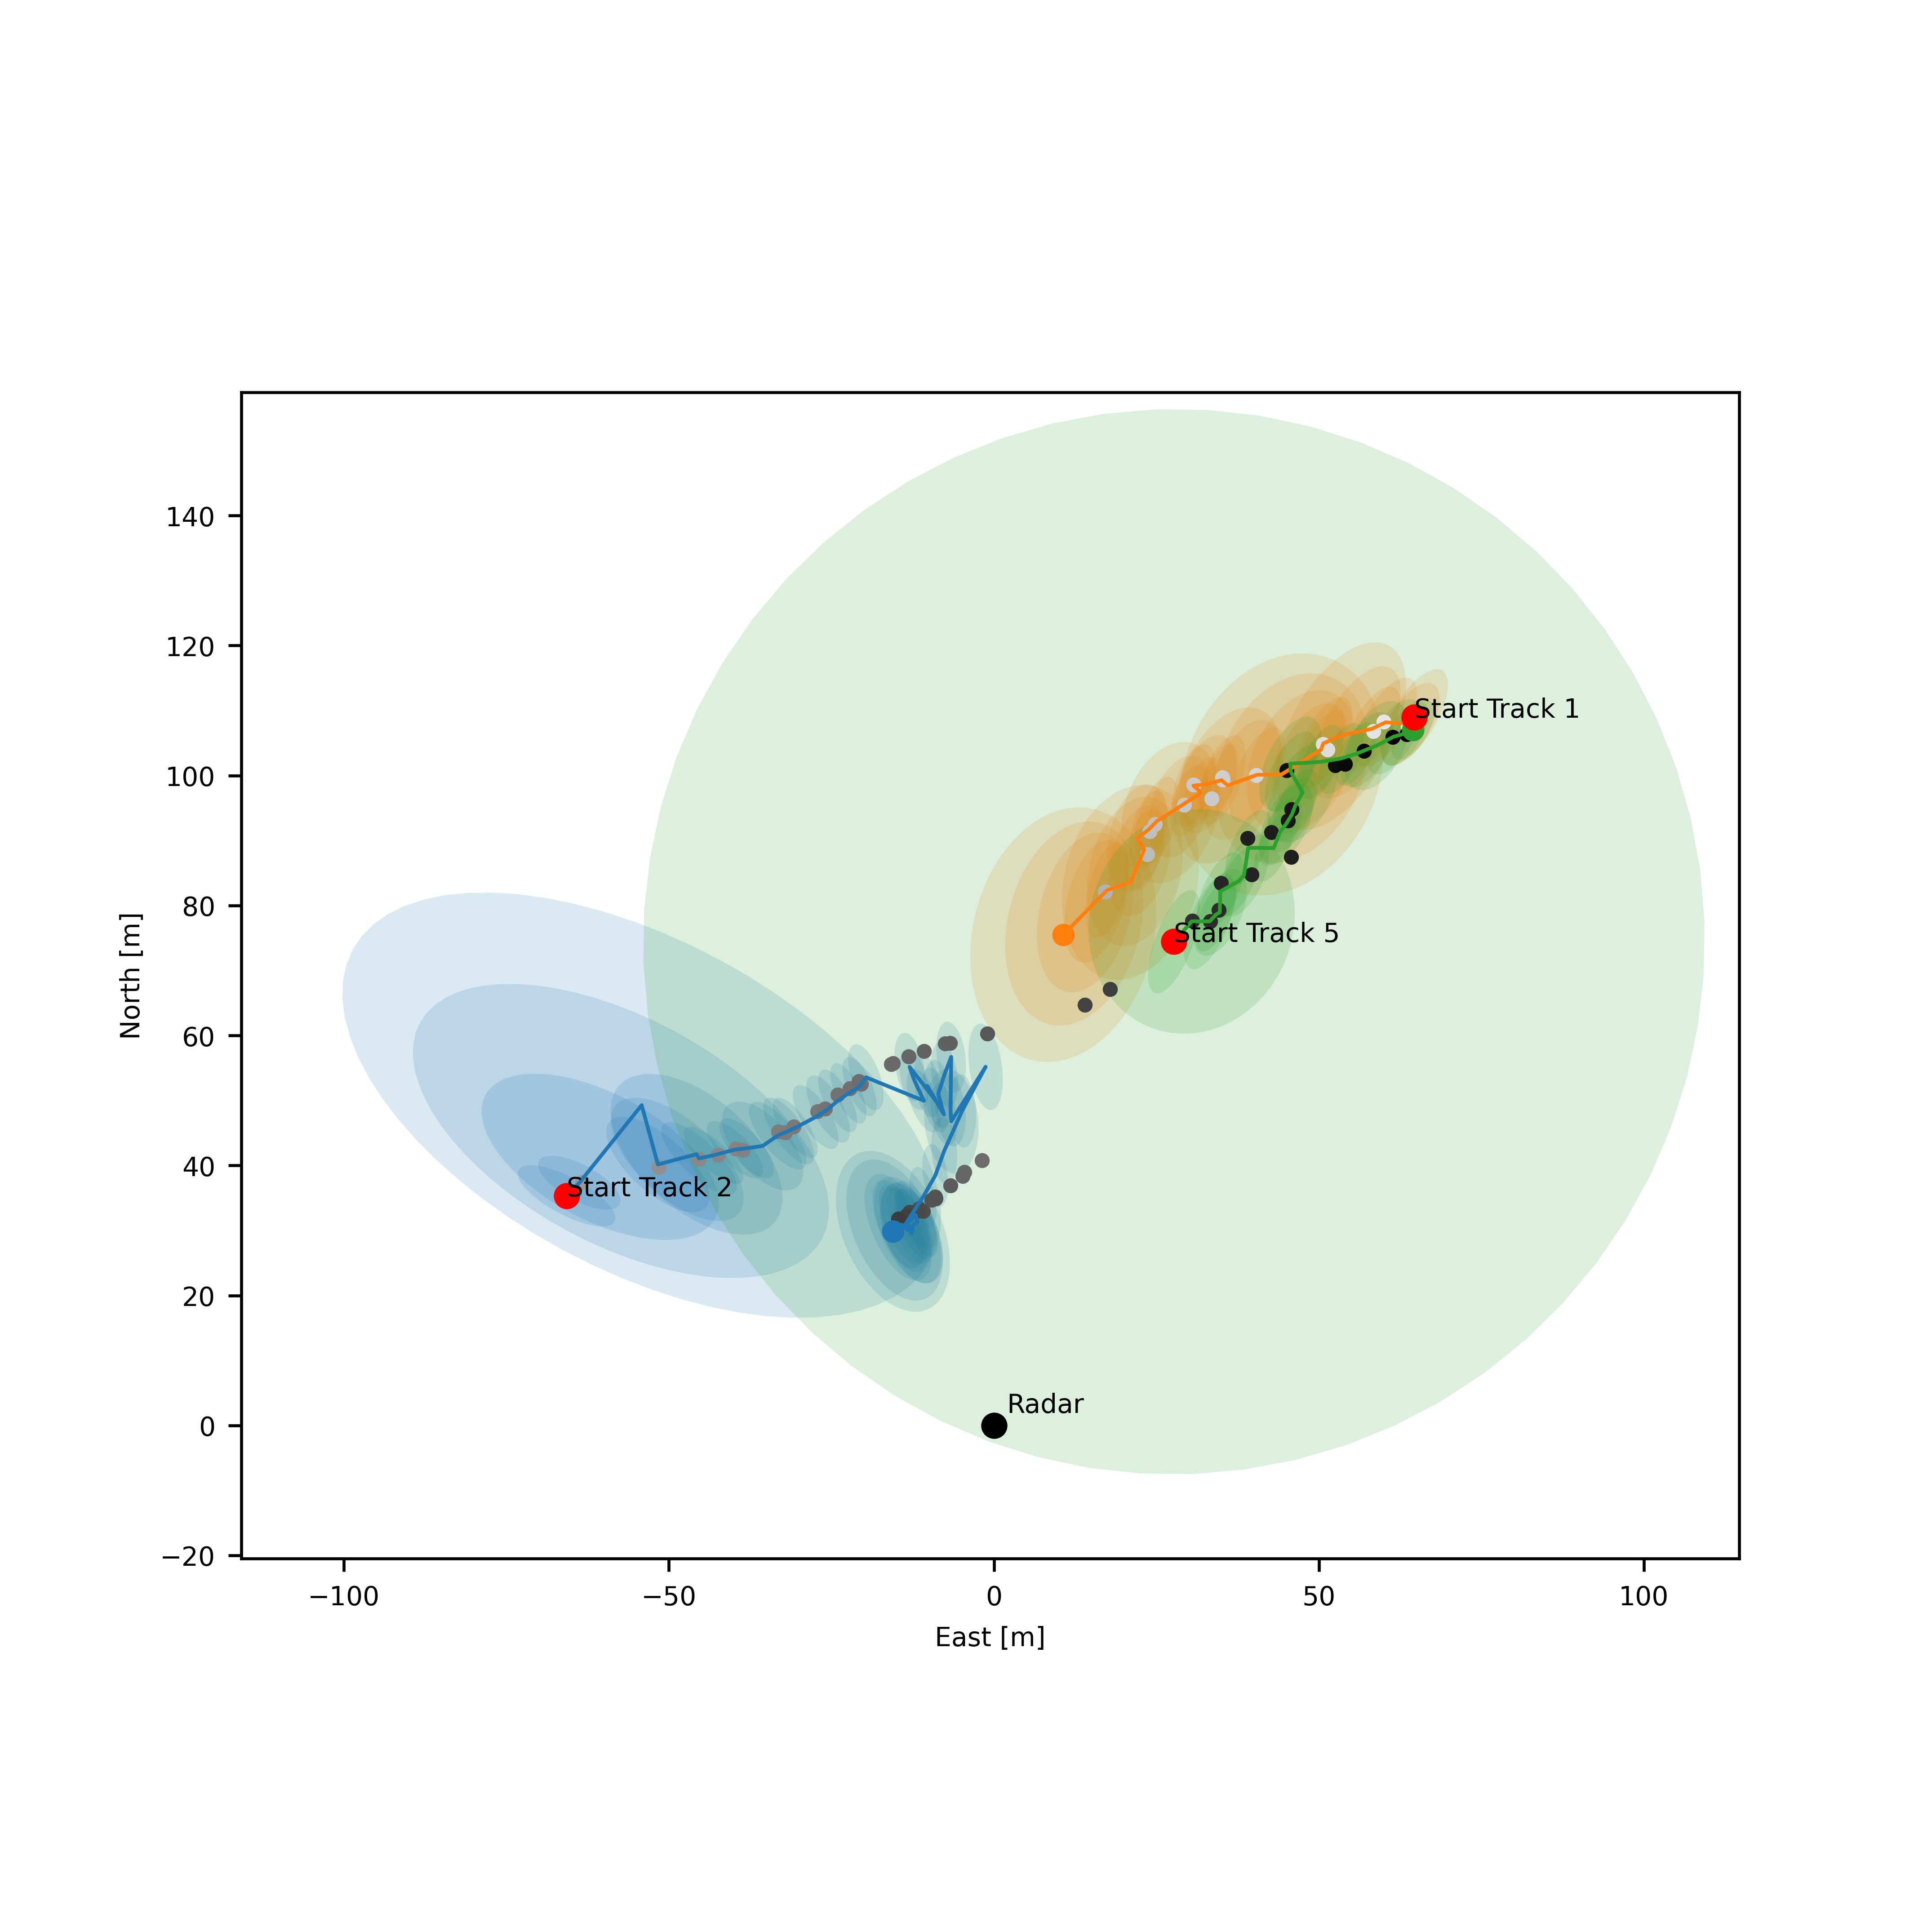 140
120
100
80
60
40
20
0
−20
North [m]
Start Track 1
Start Track 5
Start Track 2
Radar
−100
−50
0
50
100
East [m]